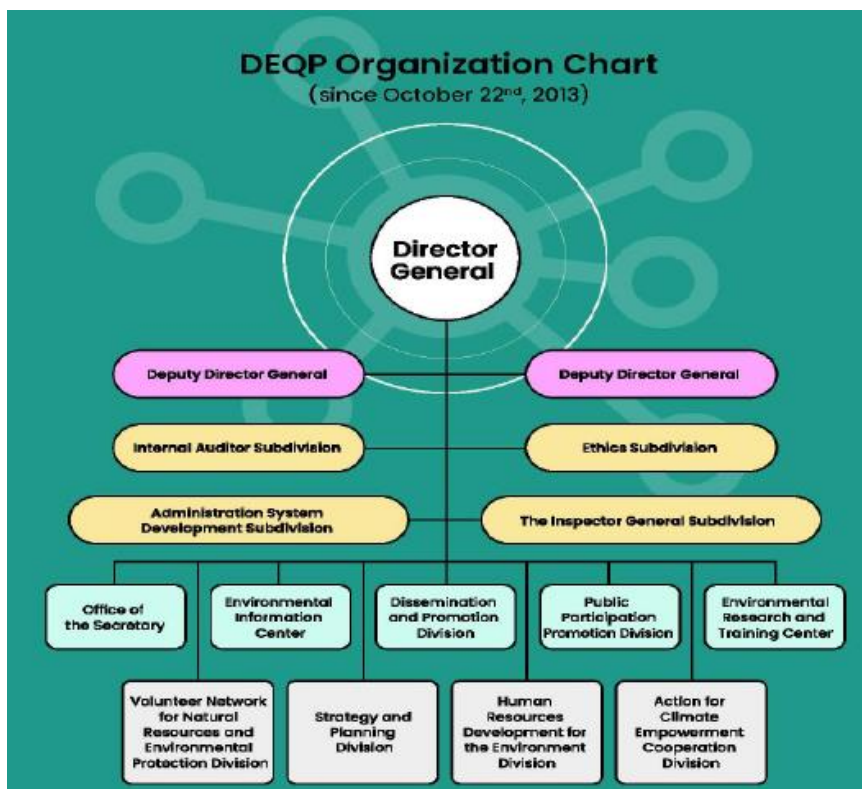 DEQP Organization Chart
(since October 22nd, 2013)
Director
General
Deputy Director General
Deputy Director General
Internal Auditor Subdivision
Ethics Subdivision
Administration System
Development Subdivision
The Inspector General Subdivision
Office of
the Secretary
Environmental
Information
Center
Dissemination
and Promotion
Division
Public
Participation
Promotion Division
Environmental
Research and
Training Center
Volunteer Network
for Natural
Resources and
Environmental
Protection Division
Strategy and
Planning
Division
Human
Resources
Development for
the Environment
Division
Action for
Climate
Empowerment
Cooperation
Division